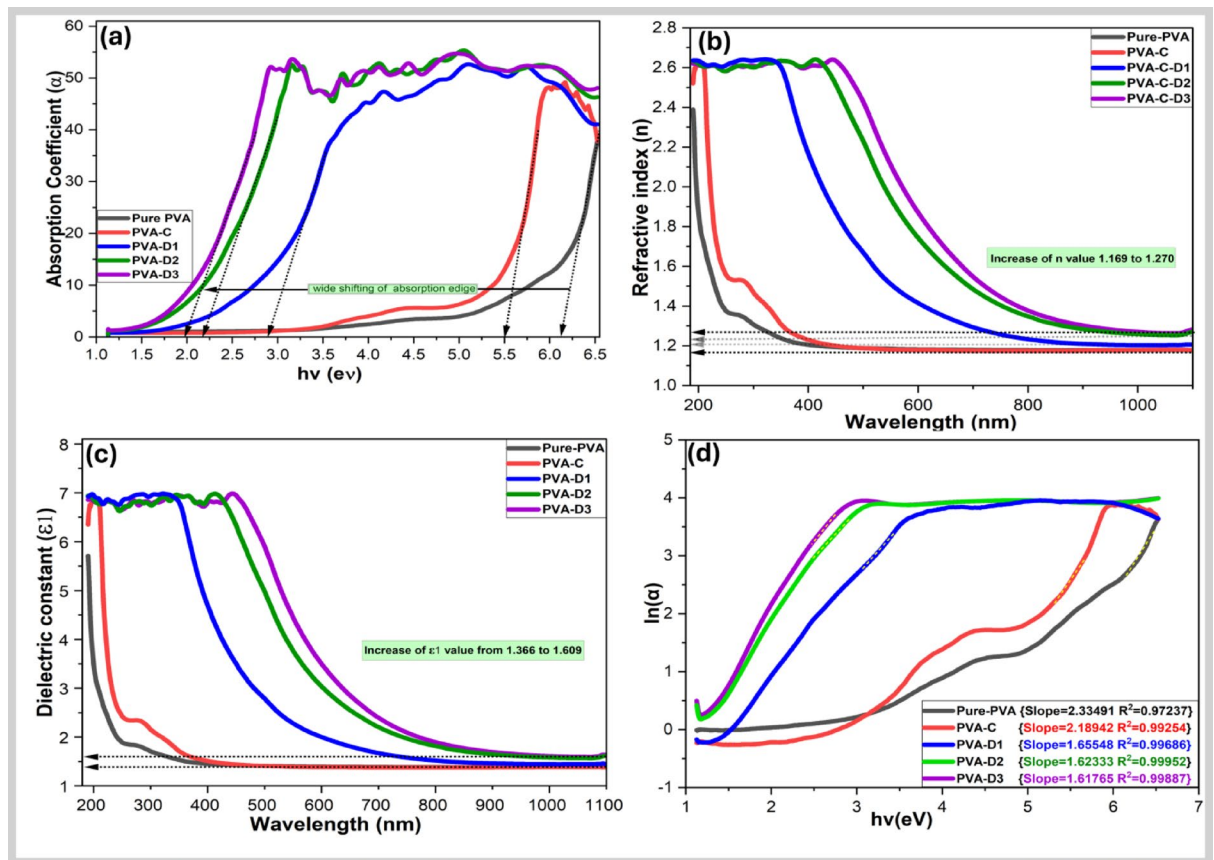 (a)
60
50
40
30
20
10
0
Absorption Coefficient (α)
Pure PVA
PVA-C
PVA-D1
PVA-D2
PVA-D3
wide shifting of absorption edige
1.0 1.5 2.0 2.5 3.0 3.5 4.0 4.5 5.0 5.5 6.0 6.5
hν (eν)
(b)
2.8
2.6
2.4
2.2
2.0
1.8
1.6
1.4
1.2
1.0
Refractive index (n)
Pure-PVA
PVA-C
PVA-C-D1
PVA-C-D2
PVA-C-D3
Increase of n value 1.169 to 1.270
200 400 600 800 1000
Wavelength (nm)
(c)
8
7
6
5
4
3
2
1
Dielectric constant (ε1)
Pure-PVA
PVA-C
PVA-D1
PVA-D2
PVA-D3
Increase of ε1 value from 1.366 to 1.609
200 300 400 500 600 700 800 900 1000 1100
Wavelength (nm)
(d)
5
4
3
2
1
0
-1
ln(α)
Pure-PVA {Slope=2.33491 R²=0.97237}
PVA-C {Slope=2.18942 R²=0.99254}
PVA-D1 {Slope=1.65548 R²=0.99686}
PVA-D2 {Slope=1.62333 R²=0.99952}
PVA-D3 {Slope=1.61765 R²=0.99887}
1 2 3 4 5 6 7
hν(eV)